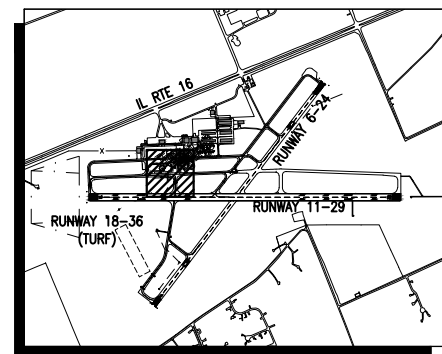 IL RTE 16
RUNWAY 6-24
X
RUNWAY 18-36
(TURF)
RUNWAY 11-29